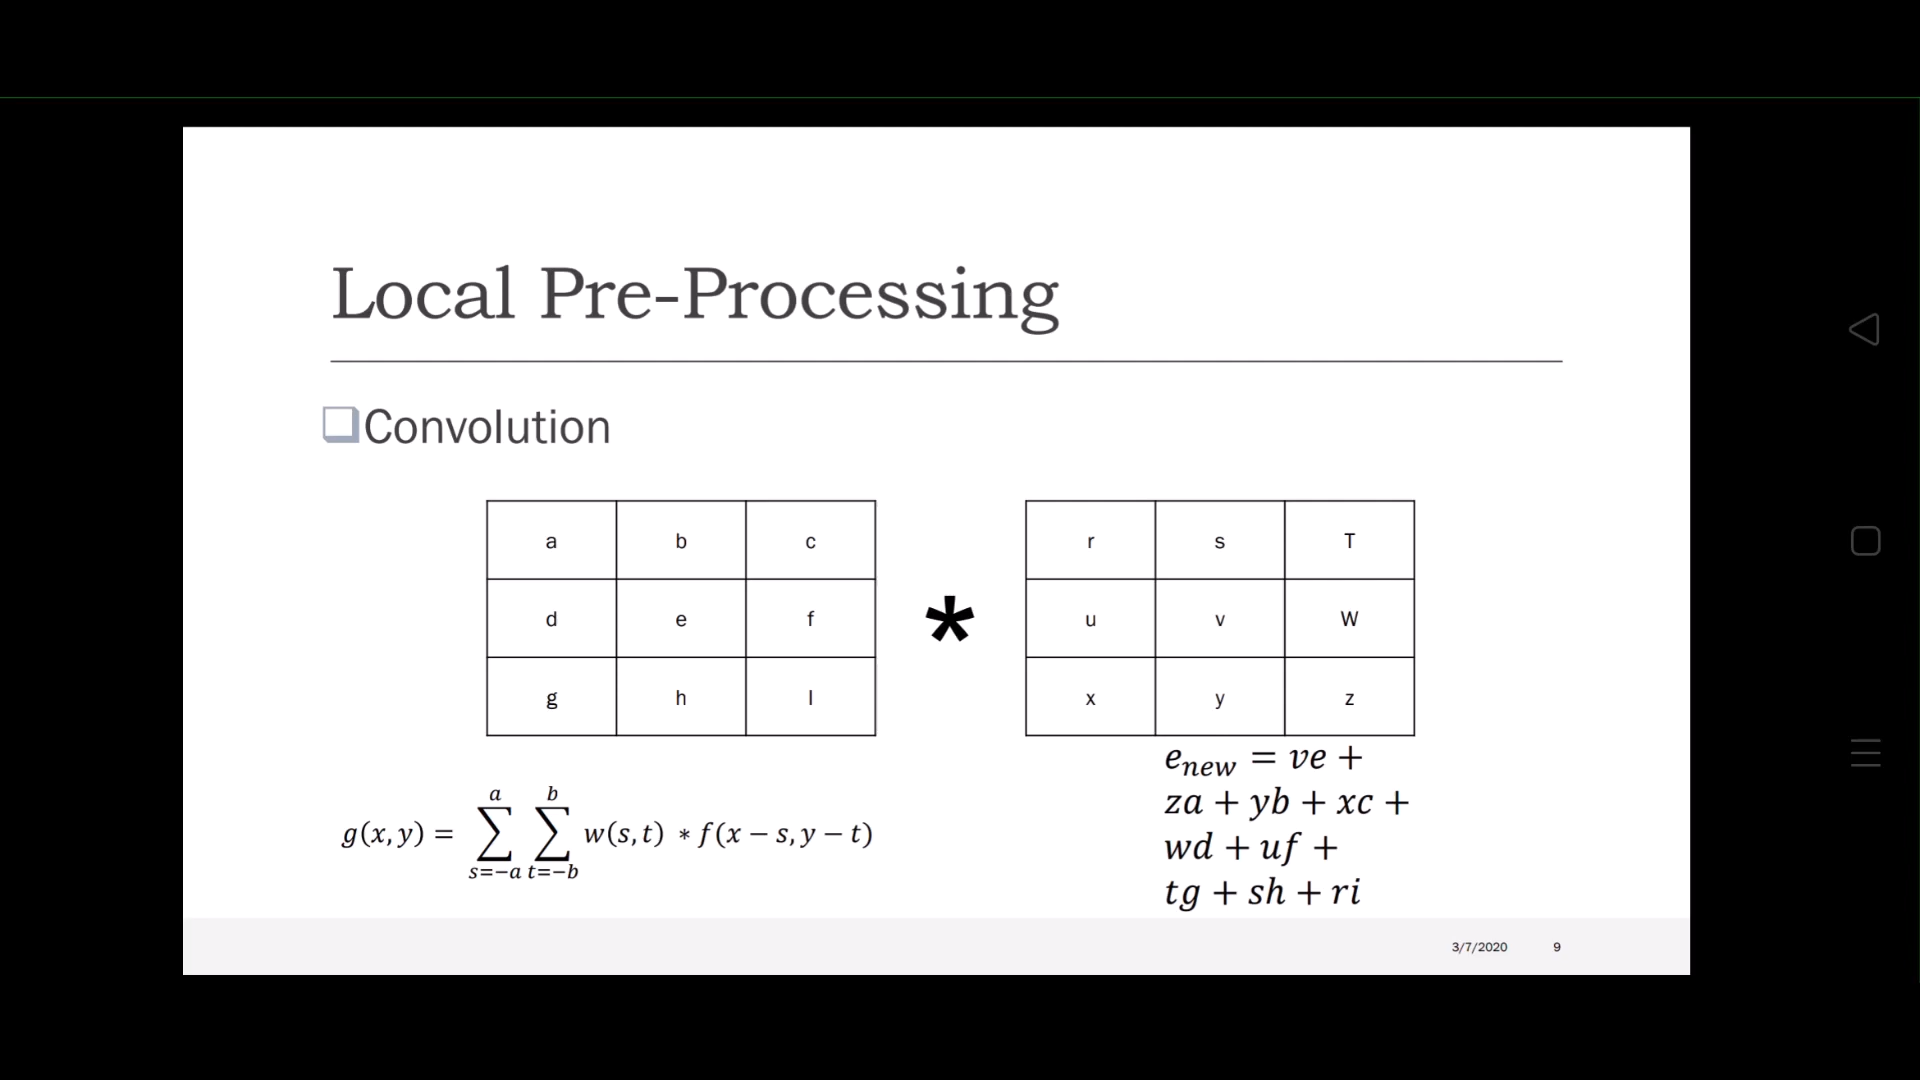 Local Pre-Processing
Convolution
a b c
d e f
g h I
*
r s T
u v W
x y z
e_new = ve +
za + yb + xc +
wd + uf +
tg + sh + ri
g(x, y) = ∑_{s=−a}^{a} ∑_{t=−b}^{b} w(s, t) * f(x − s, y − t)
3/7/2020 9